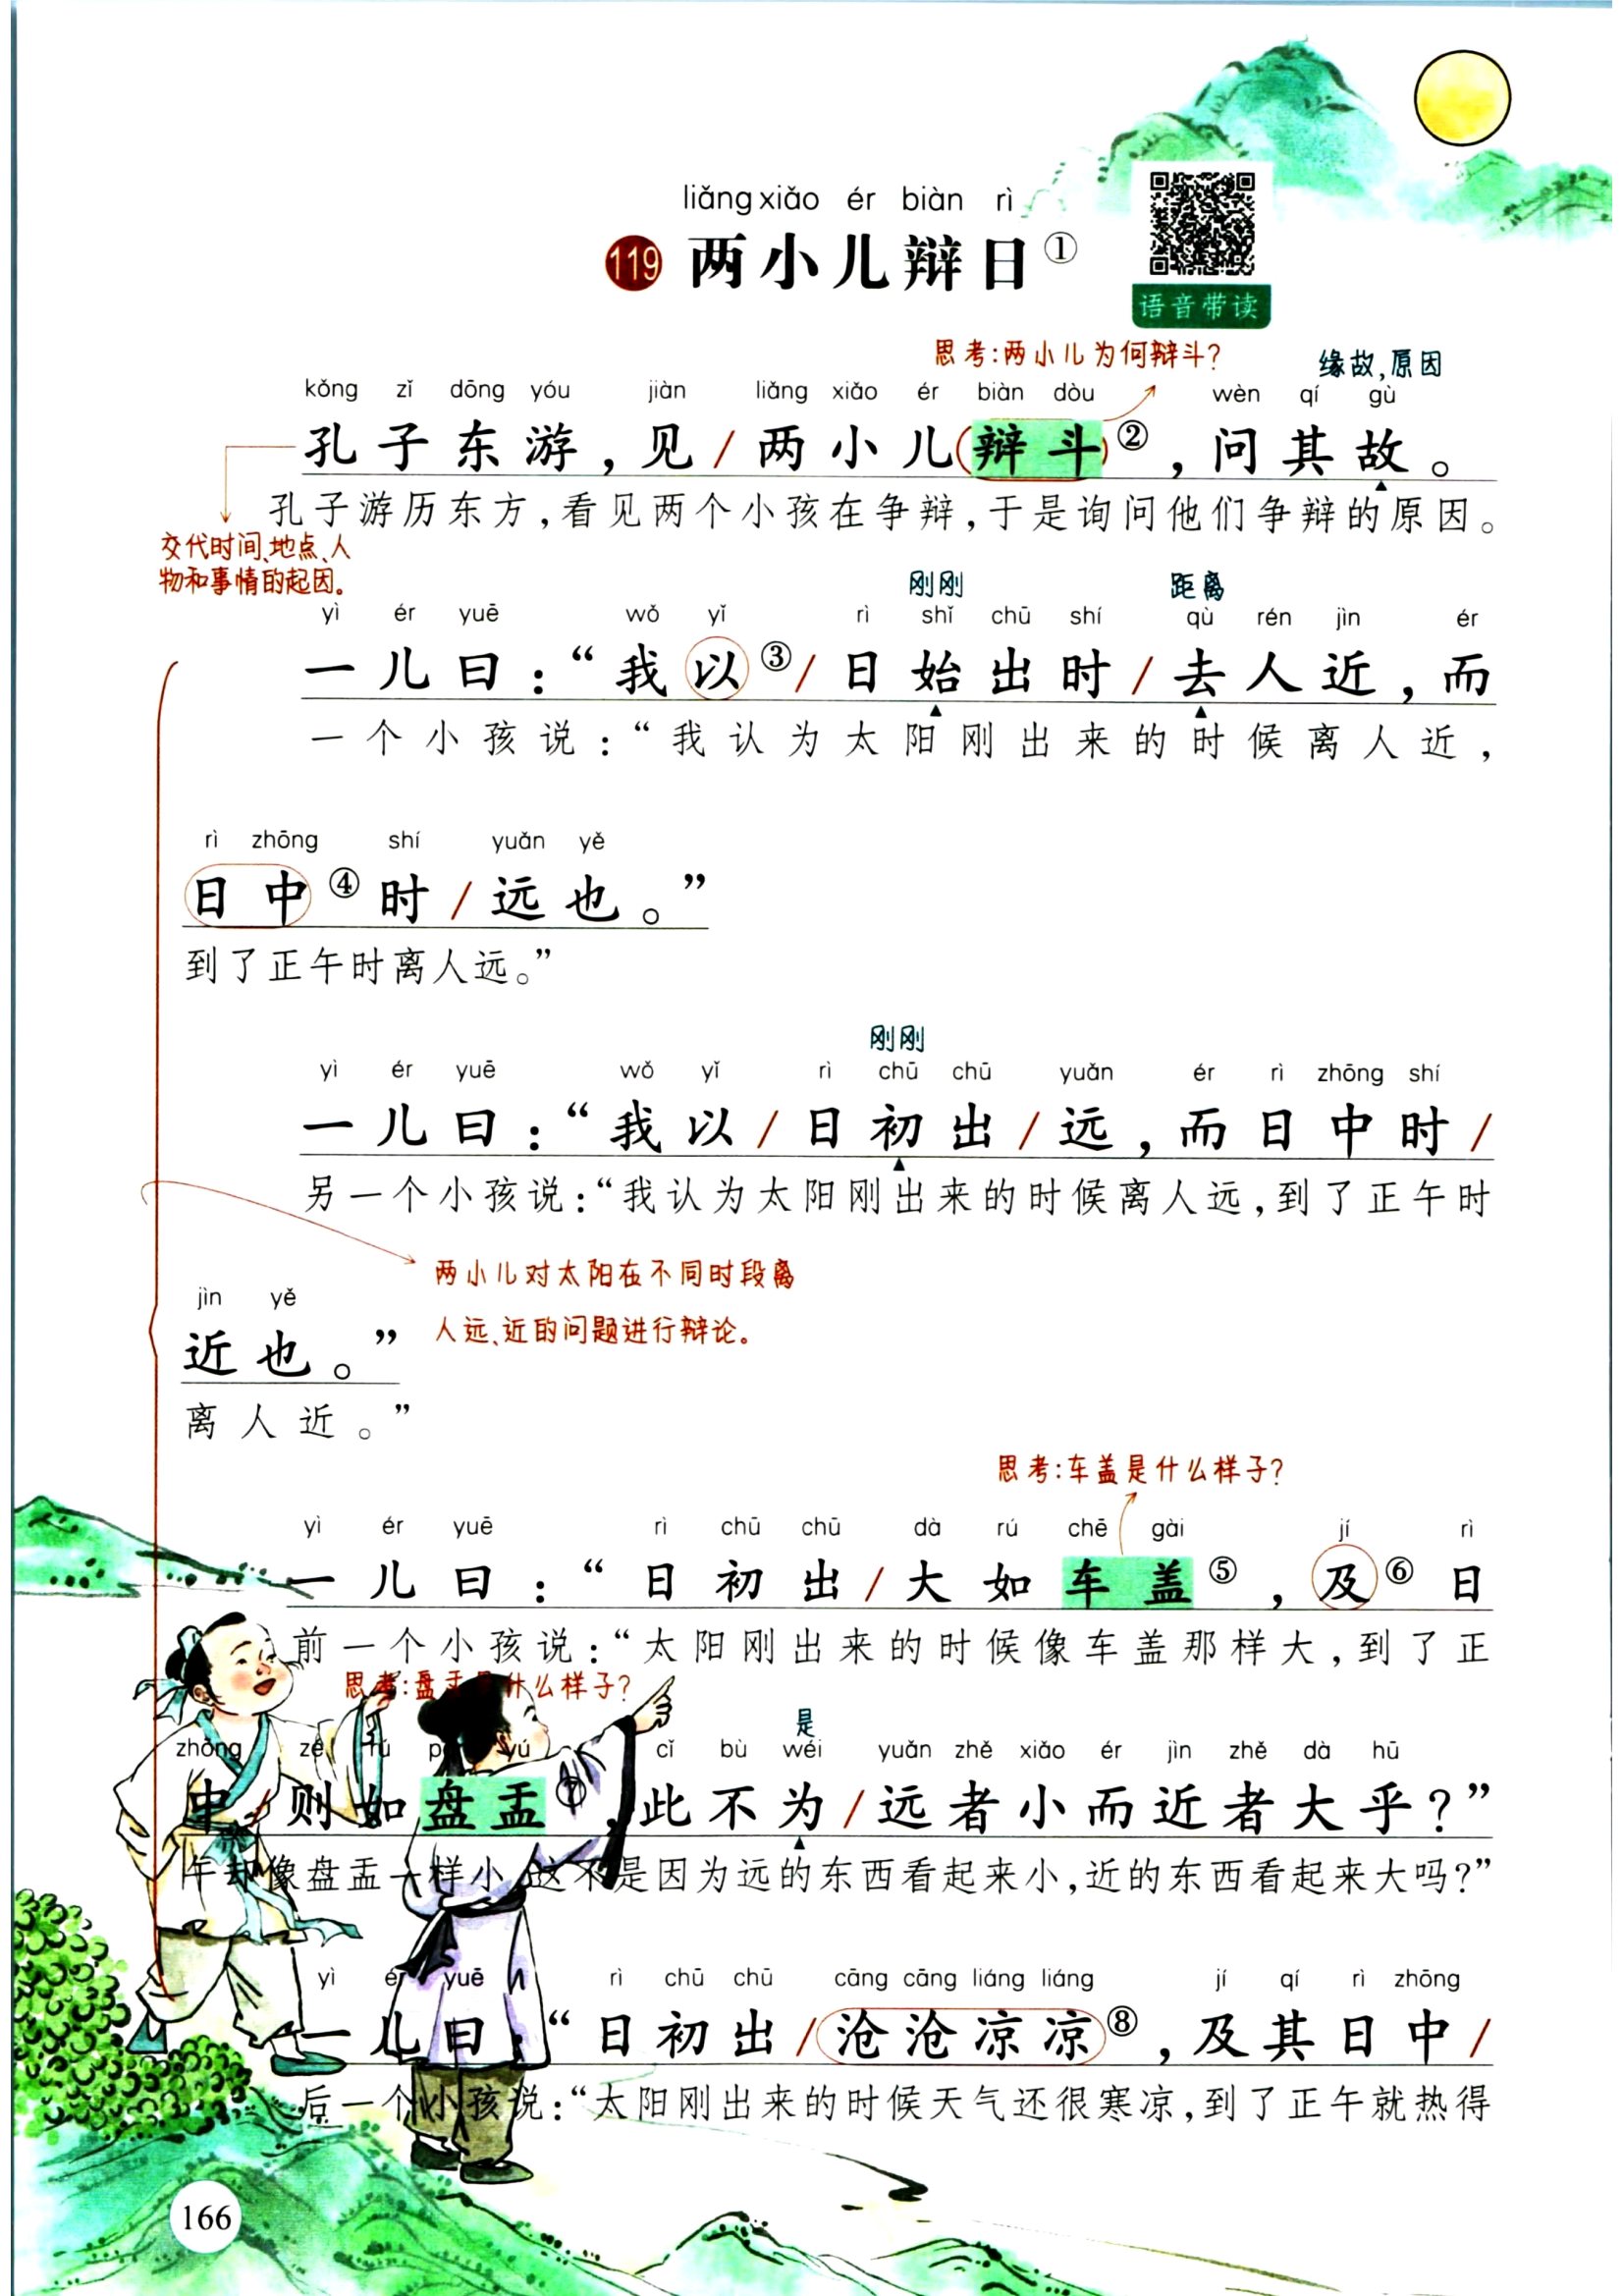 liǎng xiǎo ér biàn rì
119 两小儿辩日①
语音带读
思考:两小儿为何辩斗?
缘故,原因
kǒng zǐ dōng yóu jiàn liǎng xiǎo ér biàn dòu wèn qí gù
孔子东游,见/两小儿辩斗②,问其故。
孔子游历东方,看见两个小孩在争辩,于是询问他们争辩的原因。
交代时间、地点、人
物和事情的起因。
刚刚 距离
yì ér yuē wǒ yǐ rì shǐ chū shí qù rén jìn ér
一儿曰:“我以③/日始出时/去人近,而
一个小孩说:“我认为太阳刚出来的时候离人近,
rì zhōng shí yuǎn yě
日中④时/远也。”
到了正午时离人远。”
刚刚
yì ér yuē wǒ yǐ rì chū chū yuǎn ér rì zhōng shí
一儿曰:“我以/日初出/远,而日中时/
另一个小孩说:“我认为太阳刚出来的时候离人远,到了正午时
两小儿对太阳在不同时段离
人远、近的问题进行辩论。
jìn yě
近也。”
离人近。”
思考:车盖是什么样子?
yì ér yuē rì chū chū dà rú chē gài jí rì
一儿曰:“日初出/大如车盖⑤,及⑥日
前一个小孩说:“太阳刚出来的时候像车盖那样大,到了正
思考:盘盂是什么样子?
是
zhōng zé rú pán yú cǐ bù wéi yuǎn zhě xiǎo ér jìn zhě dà hū
中/则如盘盂⑦,此不为/远者小而近者大乎?”
午却像盘盂一样小,这不是因为远的东西看起来小,近的东西看起来大吗?”
yì ér yuē rì chū chū cāng cāng liáng liáng jí qí rì zhōng
一儿曰:“日初出/沧沧凉凉⑧,及其日中/
后一个小孩说:“太阳刚出来的时候天气还很寒凉,到了正午就热得
166